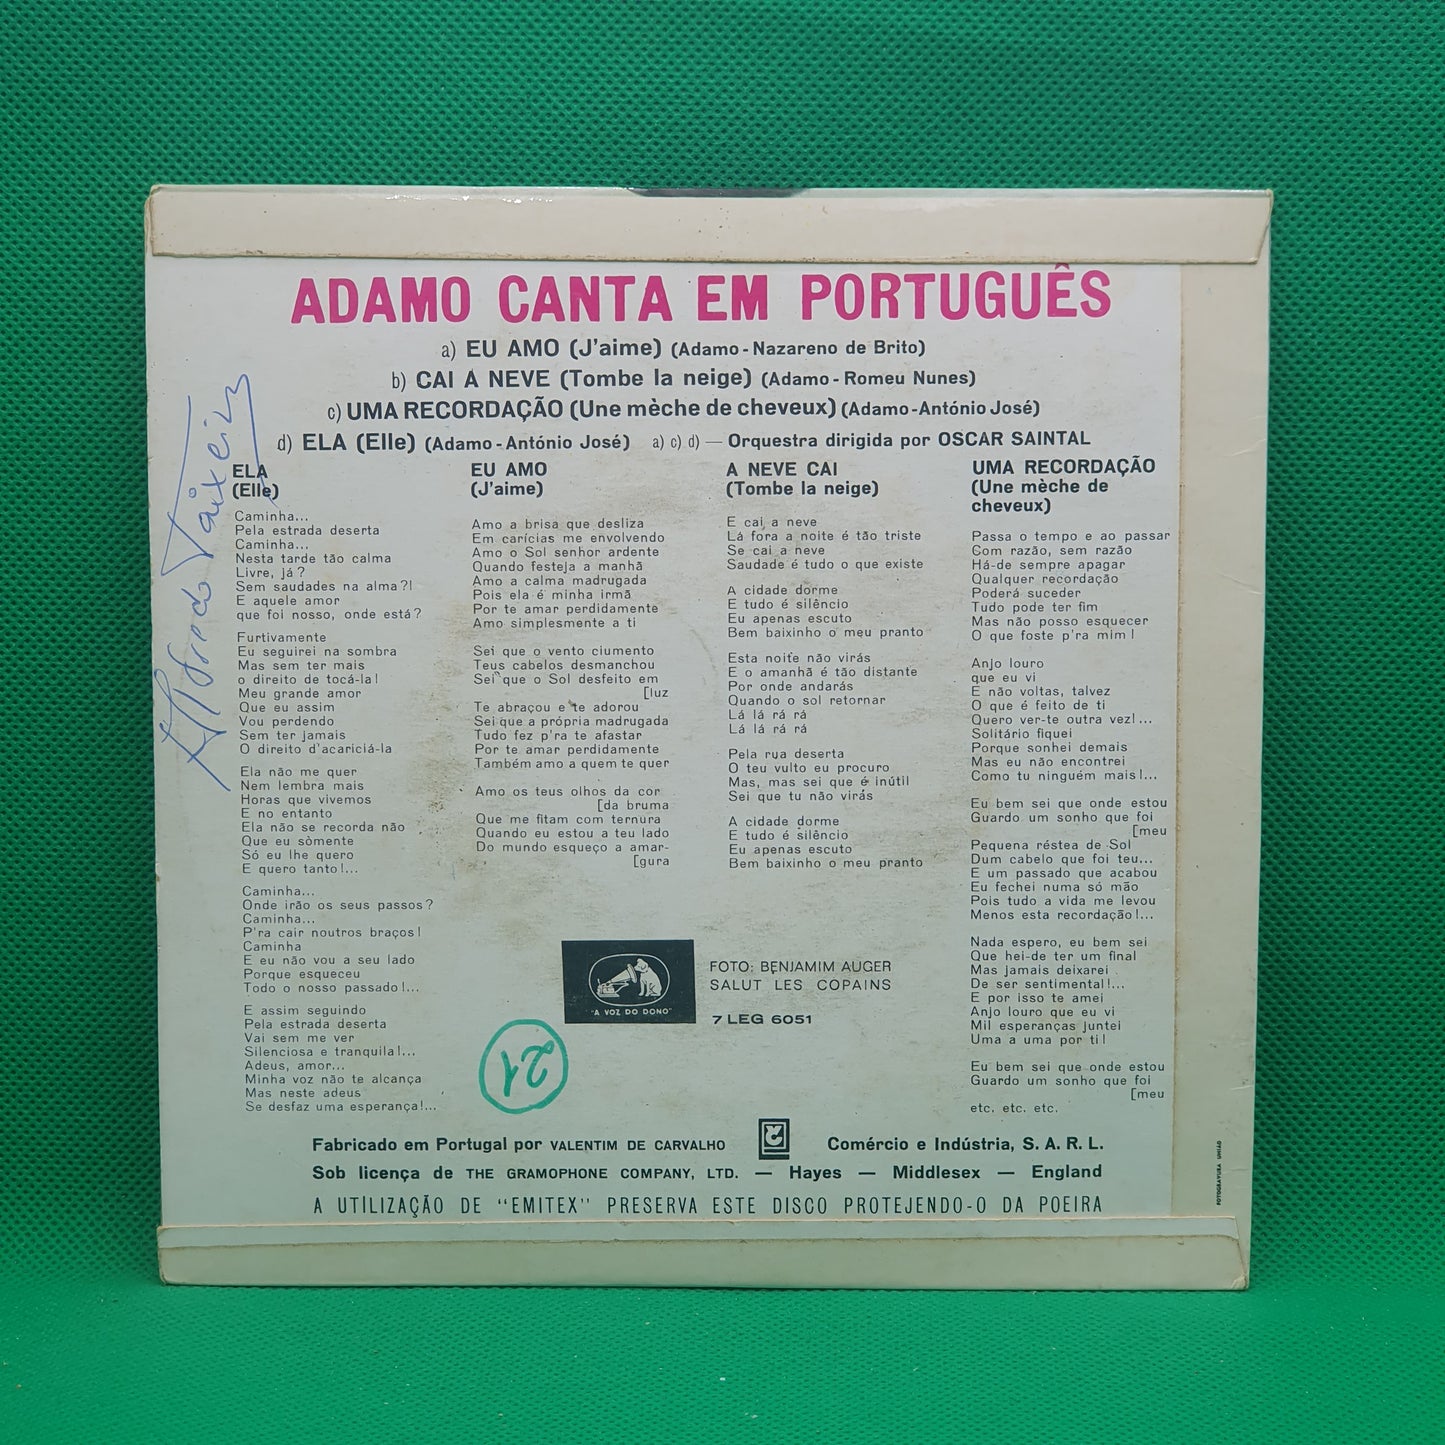 ADAMO CANTA EM PORTUGUÊS
a) EU AMO (J'aime) (Adamo - Nazareno de Brito)
b) CAI A NEVE (Tombe la neige) (Adamo - Romeu Nunes)
c) UMA RECORDAÇÃO (Une mèche de cheveux) (Adamo - António José)
d) ELA (Elle) (Adamo - António José) a) c) d) — Orquestra dirigida por OSCAR SAINTAL
Alfredo Taixeira
ELA
(Elle)
Caminha...
Pela estrada deserta
Caminha...
Nesta tarde tão calma
Livre, já?
Sem saudades na alma?!
E aquele amor
que foi nosso, onde está?
Furtivamente
Eu seguirei na sombra
Mas sem ter mais
o direito de tocá-la!
Meu grande amor
Que eu assim
Vou perdendo
Sem ter jamais
O direito d'acariciá-la
Ela não me quer
Nem lembra mais
Horas que vivemos
E no entanto
Ela não se recorda não
Que eu sòmente
Só eu lhe quero
E quero tanto!...
Caminha...
Onde irão os seus passos?
Caminha...
P'ra cair noutros braços!
Caminha
E eu não vou a seu lado
Porque esqueceu
Todo o nosso passado!...
E assim seguindo
Pela estrada deserta
Vai sem me ver
Silenciosa e tranquila!...
Adeus, amor...
Minha voz não te alcança
Mas neste adeus
Se desfaz uma esperança!...
EU AMO
(J'aime)
Amo a brisa que desliza
Em carícias me envolvendo
Amo o Sol senhor ardente
Quando festeja a manhã
Amo a calma madrugada
Pois ela é minha irmã
Por te amar perdidamente
Amo simplesmente a ti
Sei que o vento ciumento
Teus cabelos desmanchou
Sei que o Sol desfeito em
[luz
Te abraçou e te adorou
Sei que a própria madrugada
Tudo fez p'ra te afastar
Por te amar perdidamente
Também amo a quem te quer
Amo os teus olhos da cor
[da bruma
Que me fitam com ternura
Quando eu estou a teu lado
Do mundo esqueço a amar-
[gura
A NEVE CAI
(Tombe la neige)
E cai a neve
Lá fora a noite é tão triste
Se cai a neve
Saudade é tudo o que existe
A cidade dorme
E tudo é silêncio
Eu apenas escuto
Bem baixinho o meu pranto
Esta noite não virás
E o amanhã é tão distante
Por onde andarás
Quando o sol retornar
Lá lá rá rá
Lá lá rá rá
Pela rua deserta
O teu vulto eu procuro
Mas, mas sei que é inútil
Sei que tu não virás
A cidade dorme
E tudo é silêncio
Eu apenas escuto
Bem baixinho o meu pranto
UMA RECORDAÇÃO
(Une mèche de
cheveux)
Passa o tempo e ao passar
Com razão, sem razão
Há-de sempre apagar
Qualquer recordação
Poderá suceder
Tudo pode ter fim
Mas não posso esquecer
O que foste p'ra mim!
Anjo louro
que eu vi
E não voltas, talvez
O que é feito de ti
Quero ver-te outra vez!...
Solitário fiquei
Porque sonhei demais
Mas eu não encontrei
Como tu ninguém mais!...
Eu bem sei que onde estou
Guardo um sonho que foi
[meu
Pequena réstea de Sol
Dum cabelo que foi teu...
E um passado que acabou
Eu fechei numa só mão
Pois tudo a vida me levou
Menos esta recordação!...
Nada espero, eu bem sei
Que hei-de ter um final
Mas jamais deixarei
De ser sentimental!...
E por isso te amei
Anjo louro que eu vi
Mil esperanças juntei
Uma a uma por ti!
Eu bem sei que onde estou
Guardo um sonho que foi
[meu
etc. etc. etc.
"A VOZ DO DONO"
FOTO: BENJAMIM AUGER
SALUT LES COPAINS
7 LEG 6051
21
Fabricado em Portugal por VALENTIM DE CARVALHO Comércio e Indústria, S. A. R. L.
Sob licença de THE GRAMOPHONE COMPANY, LTD. — Hayes — Middlesex — England
A UTILIZAÇÃO DE "EMITEX" PRESERVA ESTE DISCO PROTEJENDO-O DA POEIRA
FOTOGRAVURA UNIÃO